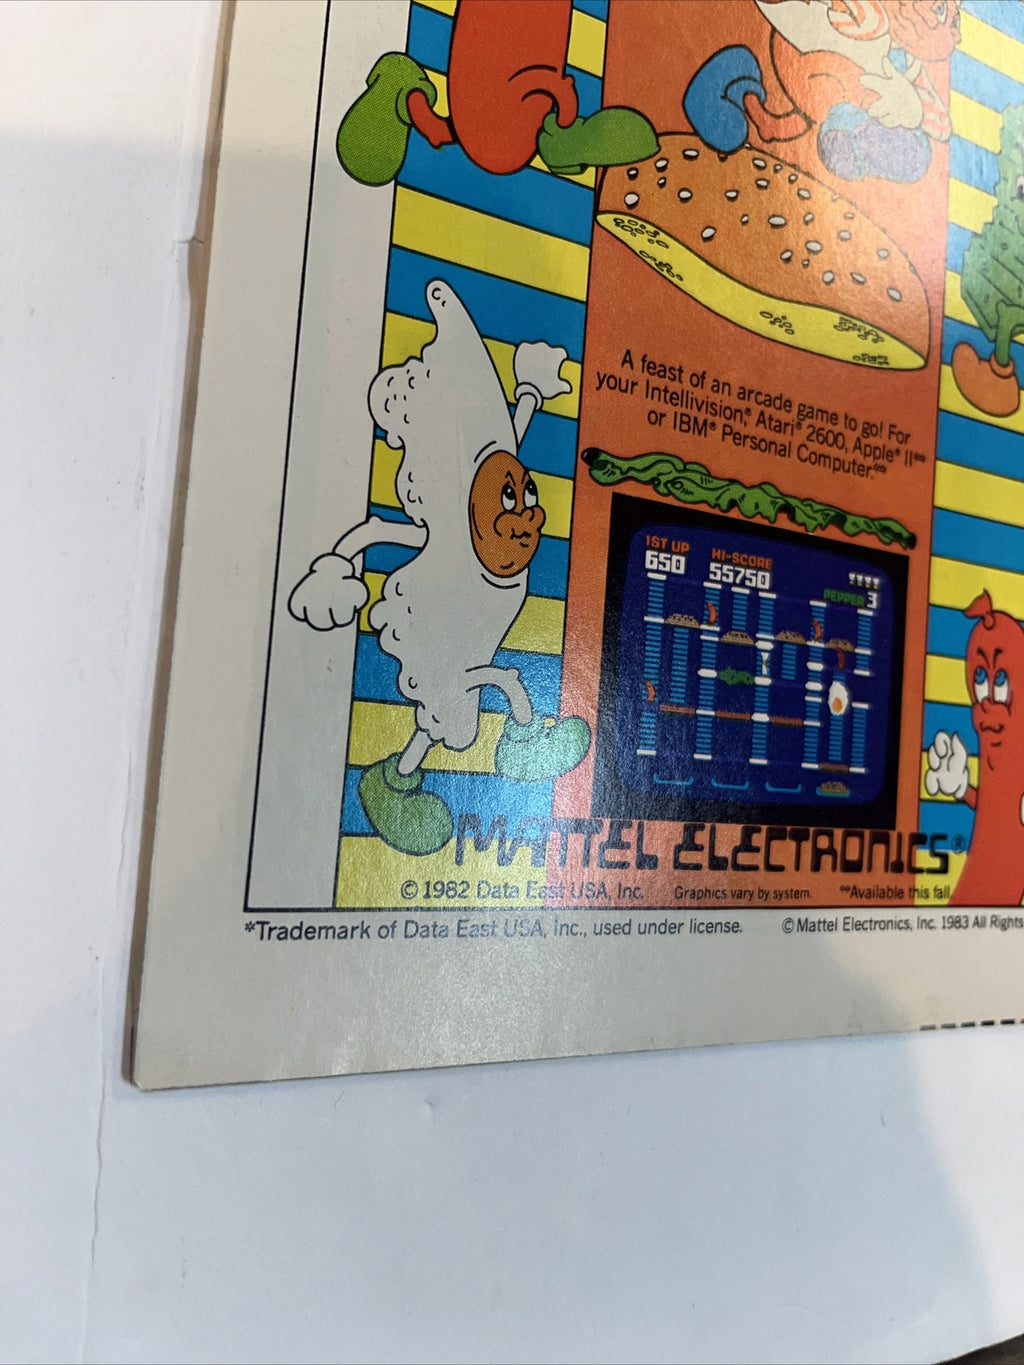 A feast of an arcade game to go! For
your Intellivision,® Atari® 2600, Apple® II**
or IBM® Personal Computer.**
1ST UP HI-SCORE
650 55750
PEPPER 3
MATTEL ELECTRONICS®
© 1982 Data East USA, Inc. Graphics vary by system. **Available this fall
*Trademark of Data East USA, Inc., used under license. © Mattel Electronics, Inc. 1983 All Rights